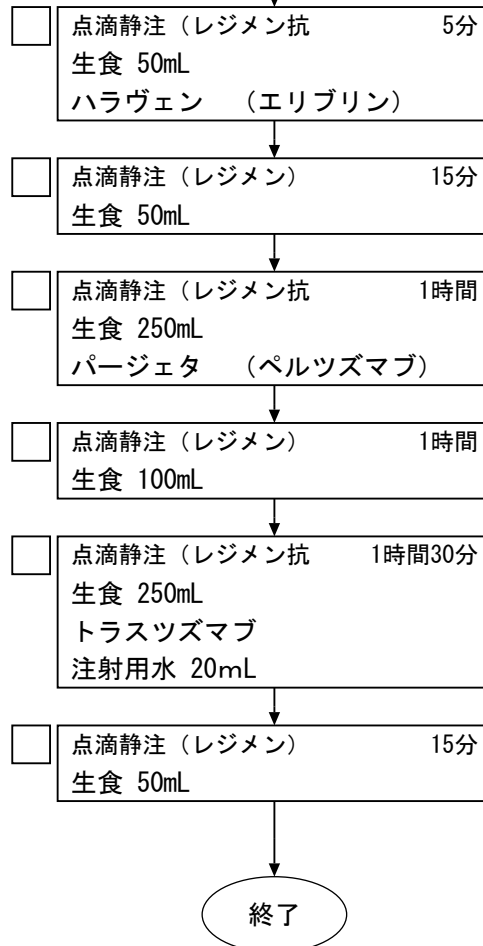 点滴静注（レジメン抗 5分
生食 50mL
ハラヴェン （エリブリン）
点滴静注（レジメン） 15分
生食 50mL
点滴静注（レジメン抗 1時間
生食 250mL
パージェタ （ペルツズマブ）
点滴静注（レジメン） 1時間
生食 100mL
点滴静注（レジメン抗 1時間30分
生食 250mL
トラスツズマブ
注射用水 20ｍL
点滴静注（レジメン） 15分
生食 50mL
終了